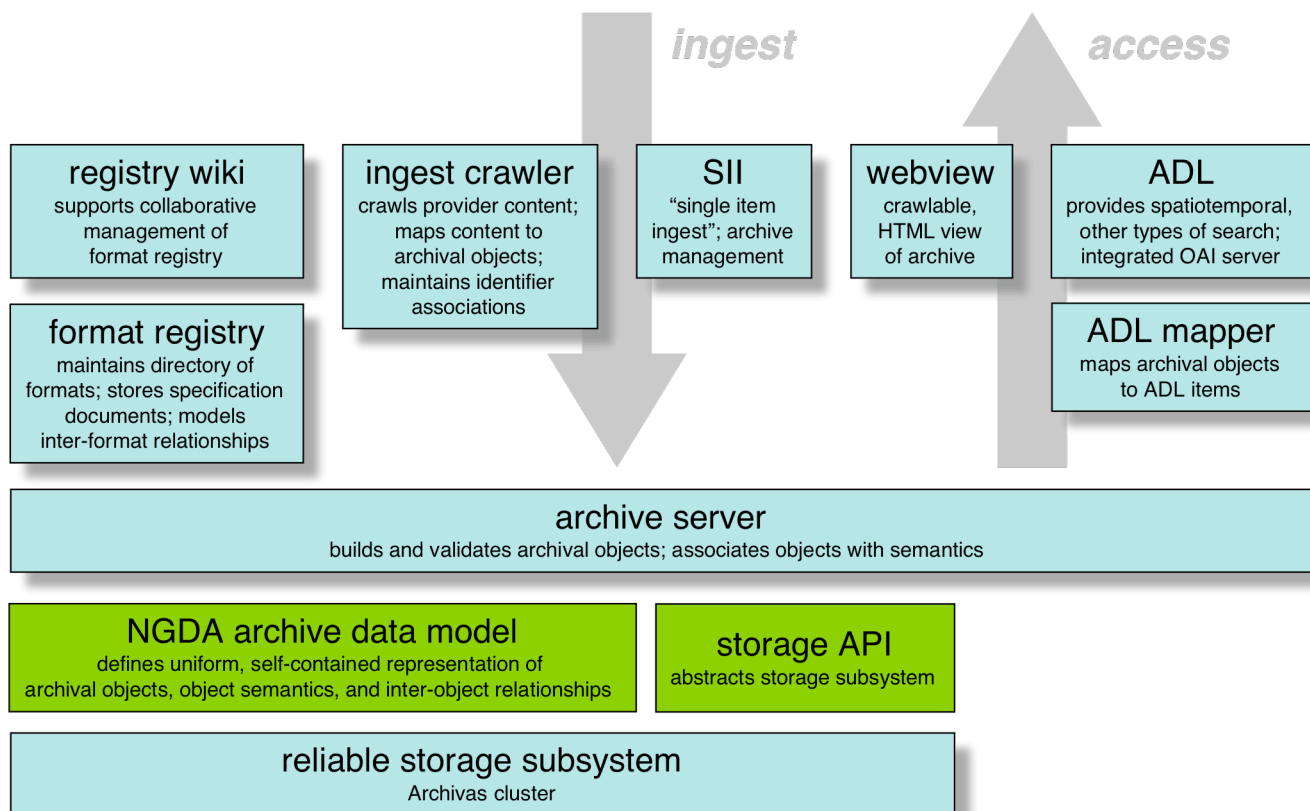 ingest
access
registry wiki
supports collaborative
management of
format registry
ingest crawler
crawls provider content;
maps content to
archival objects;
maintains identifier
associations
SII
“single item
ingest”; archive
management
webview
crawlable,
HTML view
of archive
ADL
provides spatiotemporal,
other types of search;
integrated OAI server
format registry
maintains directory of
formats; stores specification
documents; models
inter-format relationships
ADL mapper
maps archival objects
to ADL items
archive server
builds and validates archival objects; associates objects with semantics
NGDA archive data model
defines uniform, self-contained representation of
archival objects, object semantics, and inter-object relationships
storage API
abstracts storage subsystem
reliable storage subsystem
Archivas cluster